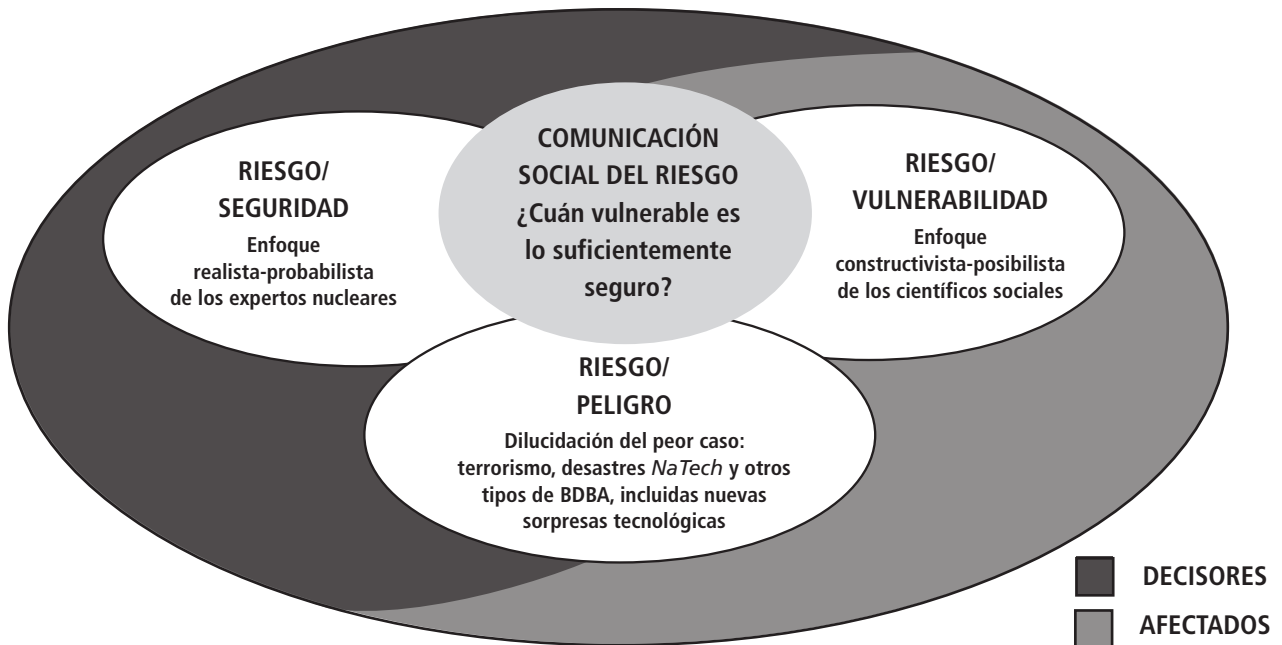 RIESGO/
SEGURIDAD
Enfoque
realista-probabilista
de los expertos nucleares
COMUNICACIÓN
SOCIAL DEL RIESGO
¿Cuán vulnerable es
lo suficientemente
seguro?
RIESGO/
VULNERABILIDAD
Enfoque
constructivista-posibilista
de los científicos sociales
RIESGO/
PELIGRO
Dilucidación del peor caso:
terrorismo, desastres NaTech y otros
tipos de BDBA, incluidas nuevas
sorpresas tecnológicas
DECISORES
AFECTADOS